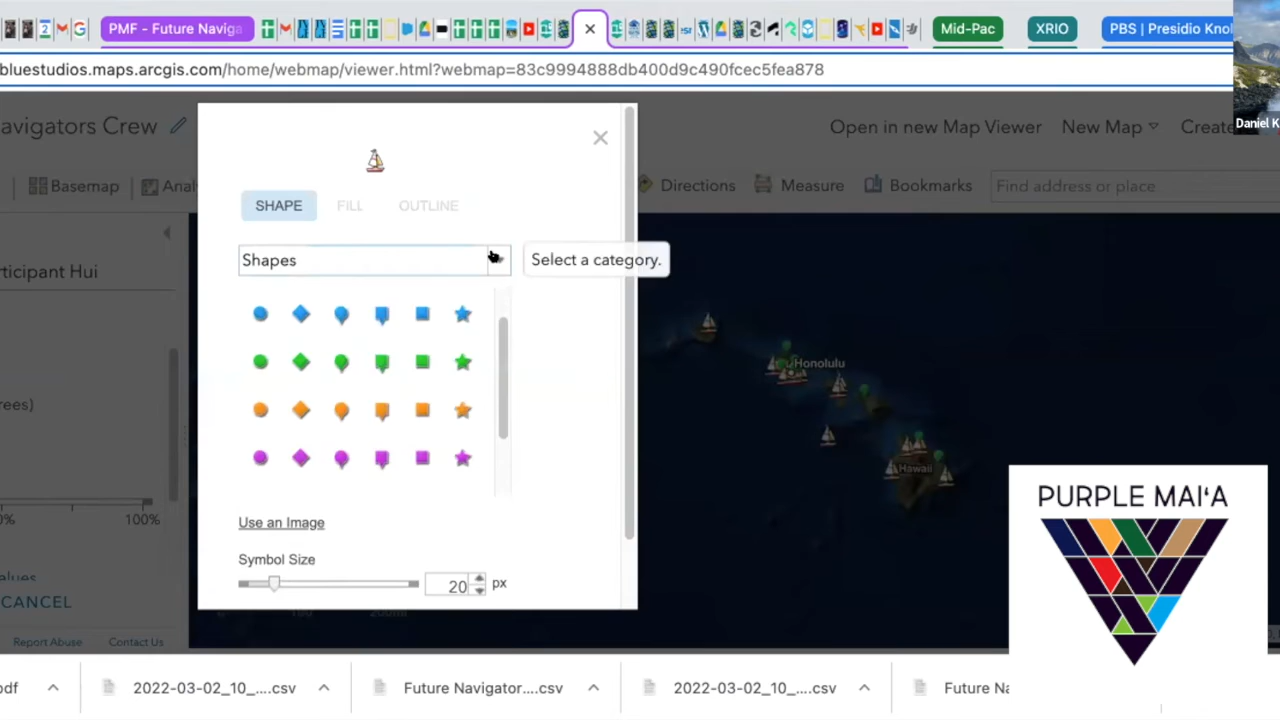 PMF - Future Naviga
Mid-Pac
XRIO
PBS | Presidio Knol
bluestudios.maps.arcgis.com/home/webmap/viewer.html?webmap=83c9994888db400d9c490fcec5fea878
Daniel K
avigators Crew
Open in new Map Viewer
New Map
Create
Basemap
Anal
Directions
Measure
Bookmarks
Find address or place
SHAPE
FILL
OUTLINE
Shapes
Select a category.
rticipant Hui
rees)
0%
100%
alues
CANCEL
Report Abuse
Contact Us
Use an Image
Symbol Size
20
px
Honolulu
Hawaii
PURPLE MAIʻA
pdf
2022-03-02_10_....csv
Future Navigator....csv
2022-03-02_10_....csv
Future Na